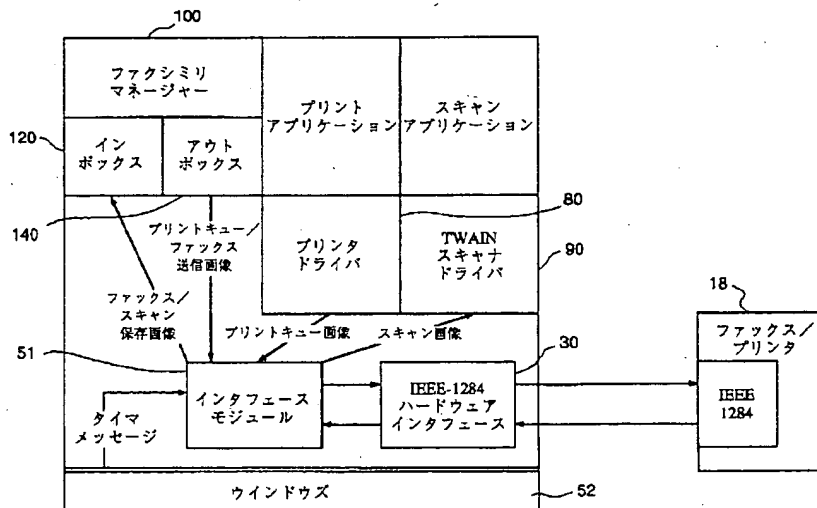 100
ファクシミリ
マネージャー
プリント
アプリケーション
スキャン
アプリケーション
120
イン
ボックス
アウト
ボックス
140
プリントキュー/
ファックス
送信画像
80
プリンタ
ドライバ
TWAIN
スキャナ
ドライバ
90
ファックス/
スキャン
保存画像
プリントキュー画像
スキャン画像
18
ファックス/
プリンタ
51
インタフェース
モジュール
30
IEEE-1284
ハードウェア
インタフェース
IEEE
1284
タイマ
メッセージ
ウインドウズ
52